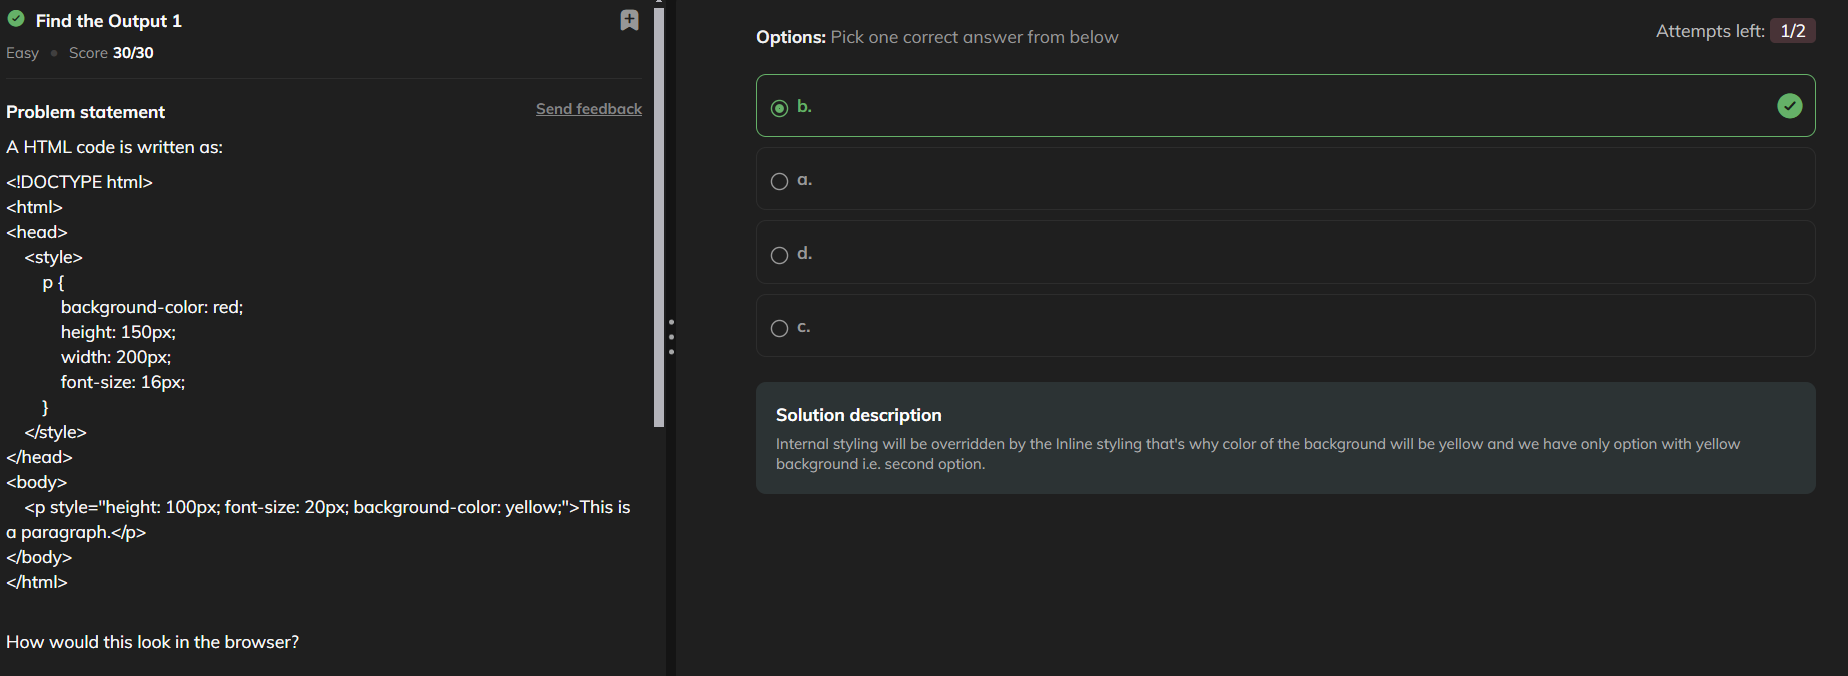 Find the Output 1
Easy • Score 30/30
Problem statement
Send feedback
A HTML code is written as:
<!DOCTYPE html>
<html>
<head>
<style>
p {
background-color: red;
height: 150px;
width: 200px;
font-size: 16px;
}
</style>
</head>
<body>
<p style="height: 100px; font-size: 20px; background-color: yellow;">This is
a paragraph.</p>
</body>
</html>
How would this look in the browser?
Options: Pick one correct answer from below
Attempts left: 1/2
b.
a.
d.
c.
Solution description
Internal styling will be overridden by the Inline styling that's why color of the background will be yellow and we have only option with yellow
background i.e. second option.